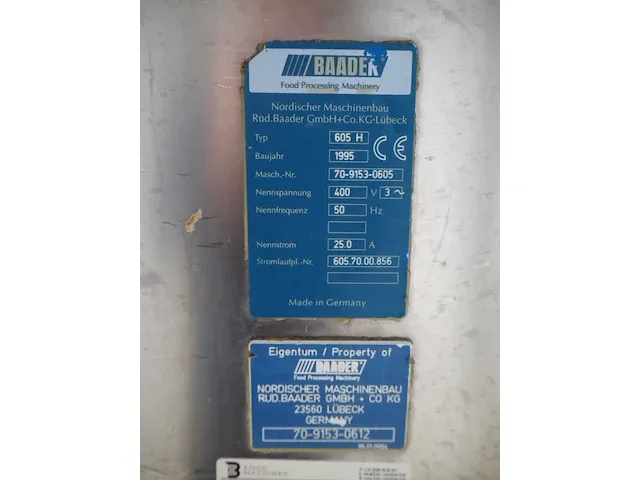 BAADER
Food Processing Machinery
Nordischer Maschinenbau
Rud.Baader GmbH+Co.KG-Lübeck
Typ 605 H CE
Baujahr 1995
Masch.-Nr. 70-9153-0605
Nennspannung 400 V 3 ~
Nennfrequenz 50 Hz
Nennstrom 25.0 A
Stromlaufpl.-Nr. 605.70.00.856
Made in Germany
Eigentum / Property of
BAADER
Food Processing Machinery
NORDISCHER MASCHINENBAU
RUD.BAADER GMBH + CO KG
23560 LÜBECK
GERMANY
70-9153-0612
FOOD
MACHINES